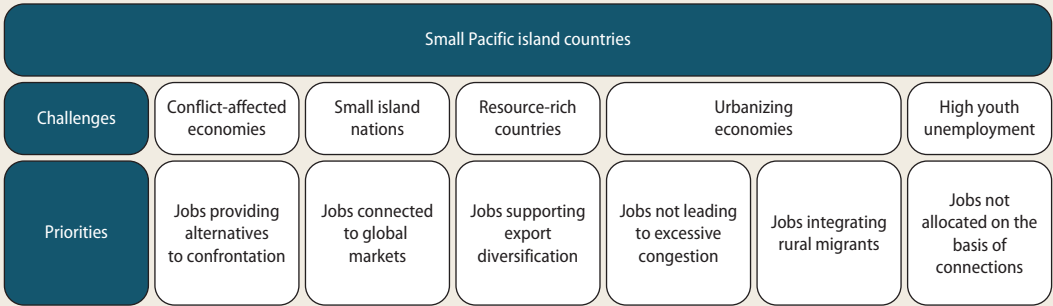 Small Pacific island countries
Challenges
Conflict-affected
economies
Small island
nations
Resource-rich
countries
Urbanizing
economies
High youth
unemployment
Priorities
Jobs providing
alternatives
to confrontation
Jobs connected
to global
markets
Jobs supporting
export
diversification
Jobs not leading
to excessive
congestion
Jobs integrating
rural migrants
Jobs not
allocated on the
basis of
connections